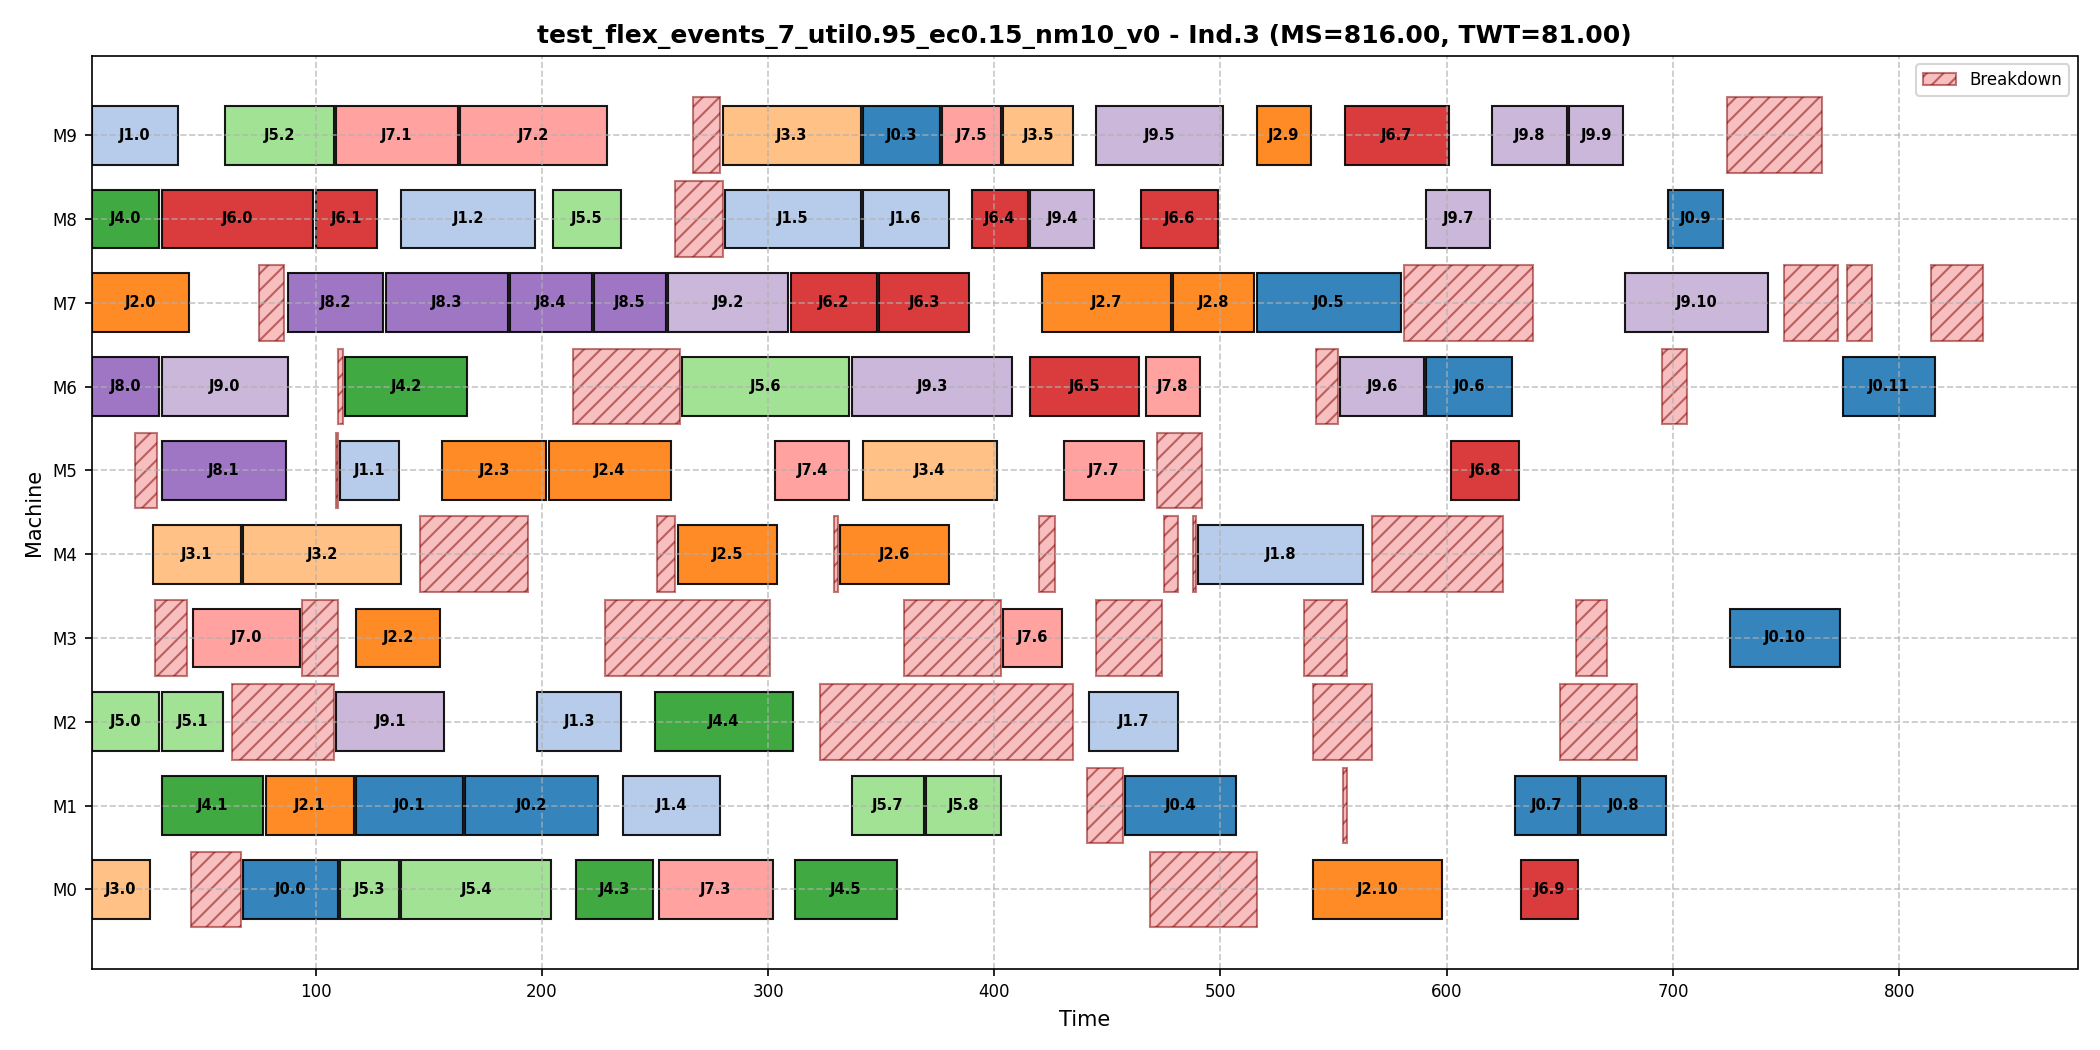 test_flex_events_7_util0.95_ec0.15_nm10_v0 - Ind.3 (MS=816.00, TWT=81.00)
Breakdown
M9 J1.0 J5.2 J7.1 J7.2 J3.3 J0.3 J7.5 J3.5 J9.5 J2.9 J6.7 J9.8 J9.9
M8 J4.0 J6.0 J6.1 J1.2 J5.5 J1.5 J1.6 J6.4 J9.4 J6.6 J9.7 J0.9
M7 J2.0 J8.2 J8.3 J8.4 J8.5 J9.2 J6.2 J6.3 J2.7 J2.8 J0.5 J9.10
M6 J8.0 J9.0 J4.2 J5.6 J9.3 J6.5 J7.8 J9.6 J0.6 J0.11
M5 J8.1 J1.1 J2.3 J2.4 J7.4 J3.4 J7.7 J6.8
M4 J3.1 J3.2 J2.5 J2.6 J1.8
M3 J7.0 J2.2 J7.6 J0.10
M2 J5.0 J5.1 J9.1 J1.3 J4.4 J1.7
M1 J4.1 J2.1 J0.1 J0.2 J1.4 J5.7 J5.8 J0.4 J0.7 J0.8
M0 J3.0 J0.0 J5.3 J5.4 J4.3 J7.3 J4.5 J2.10 J6.9
Machine
100 200 300 400 500 600 700 800
Time